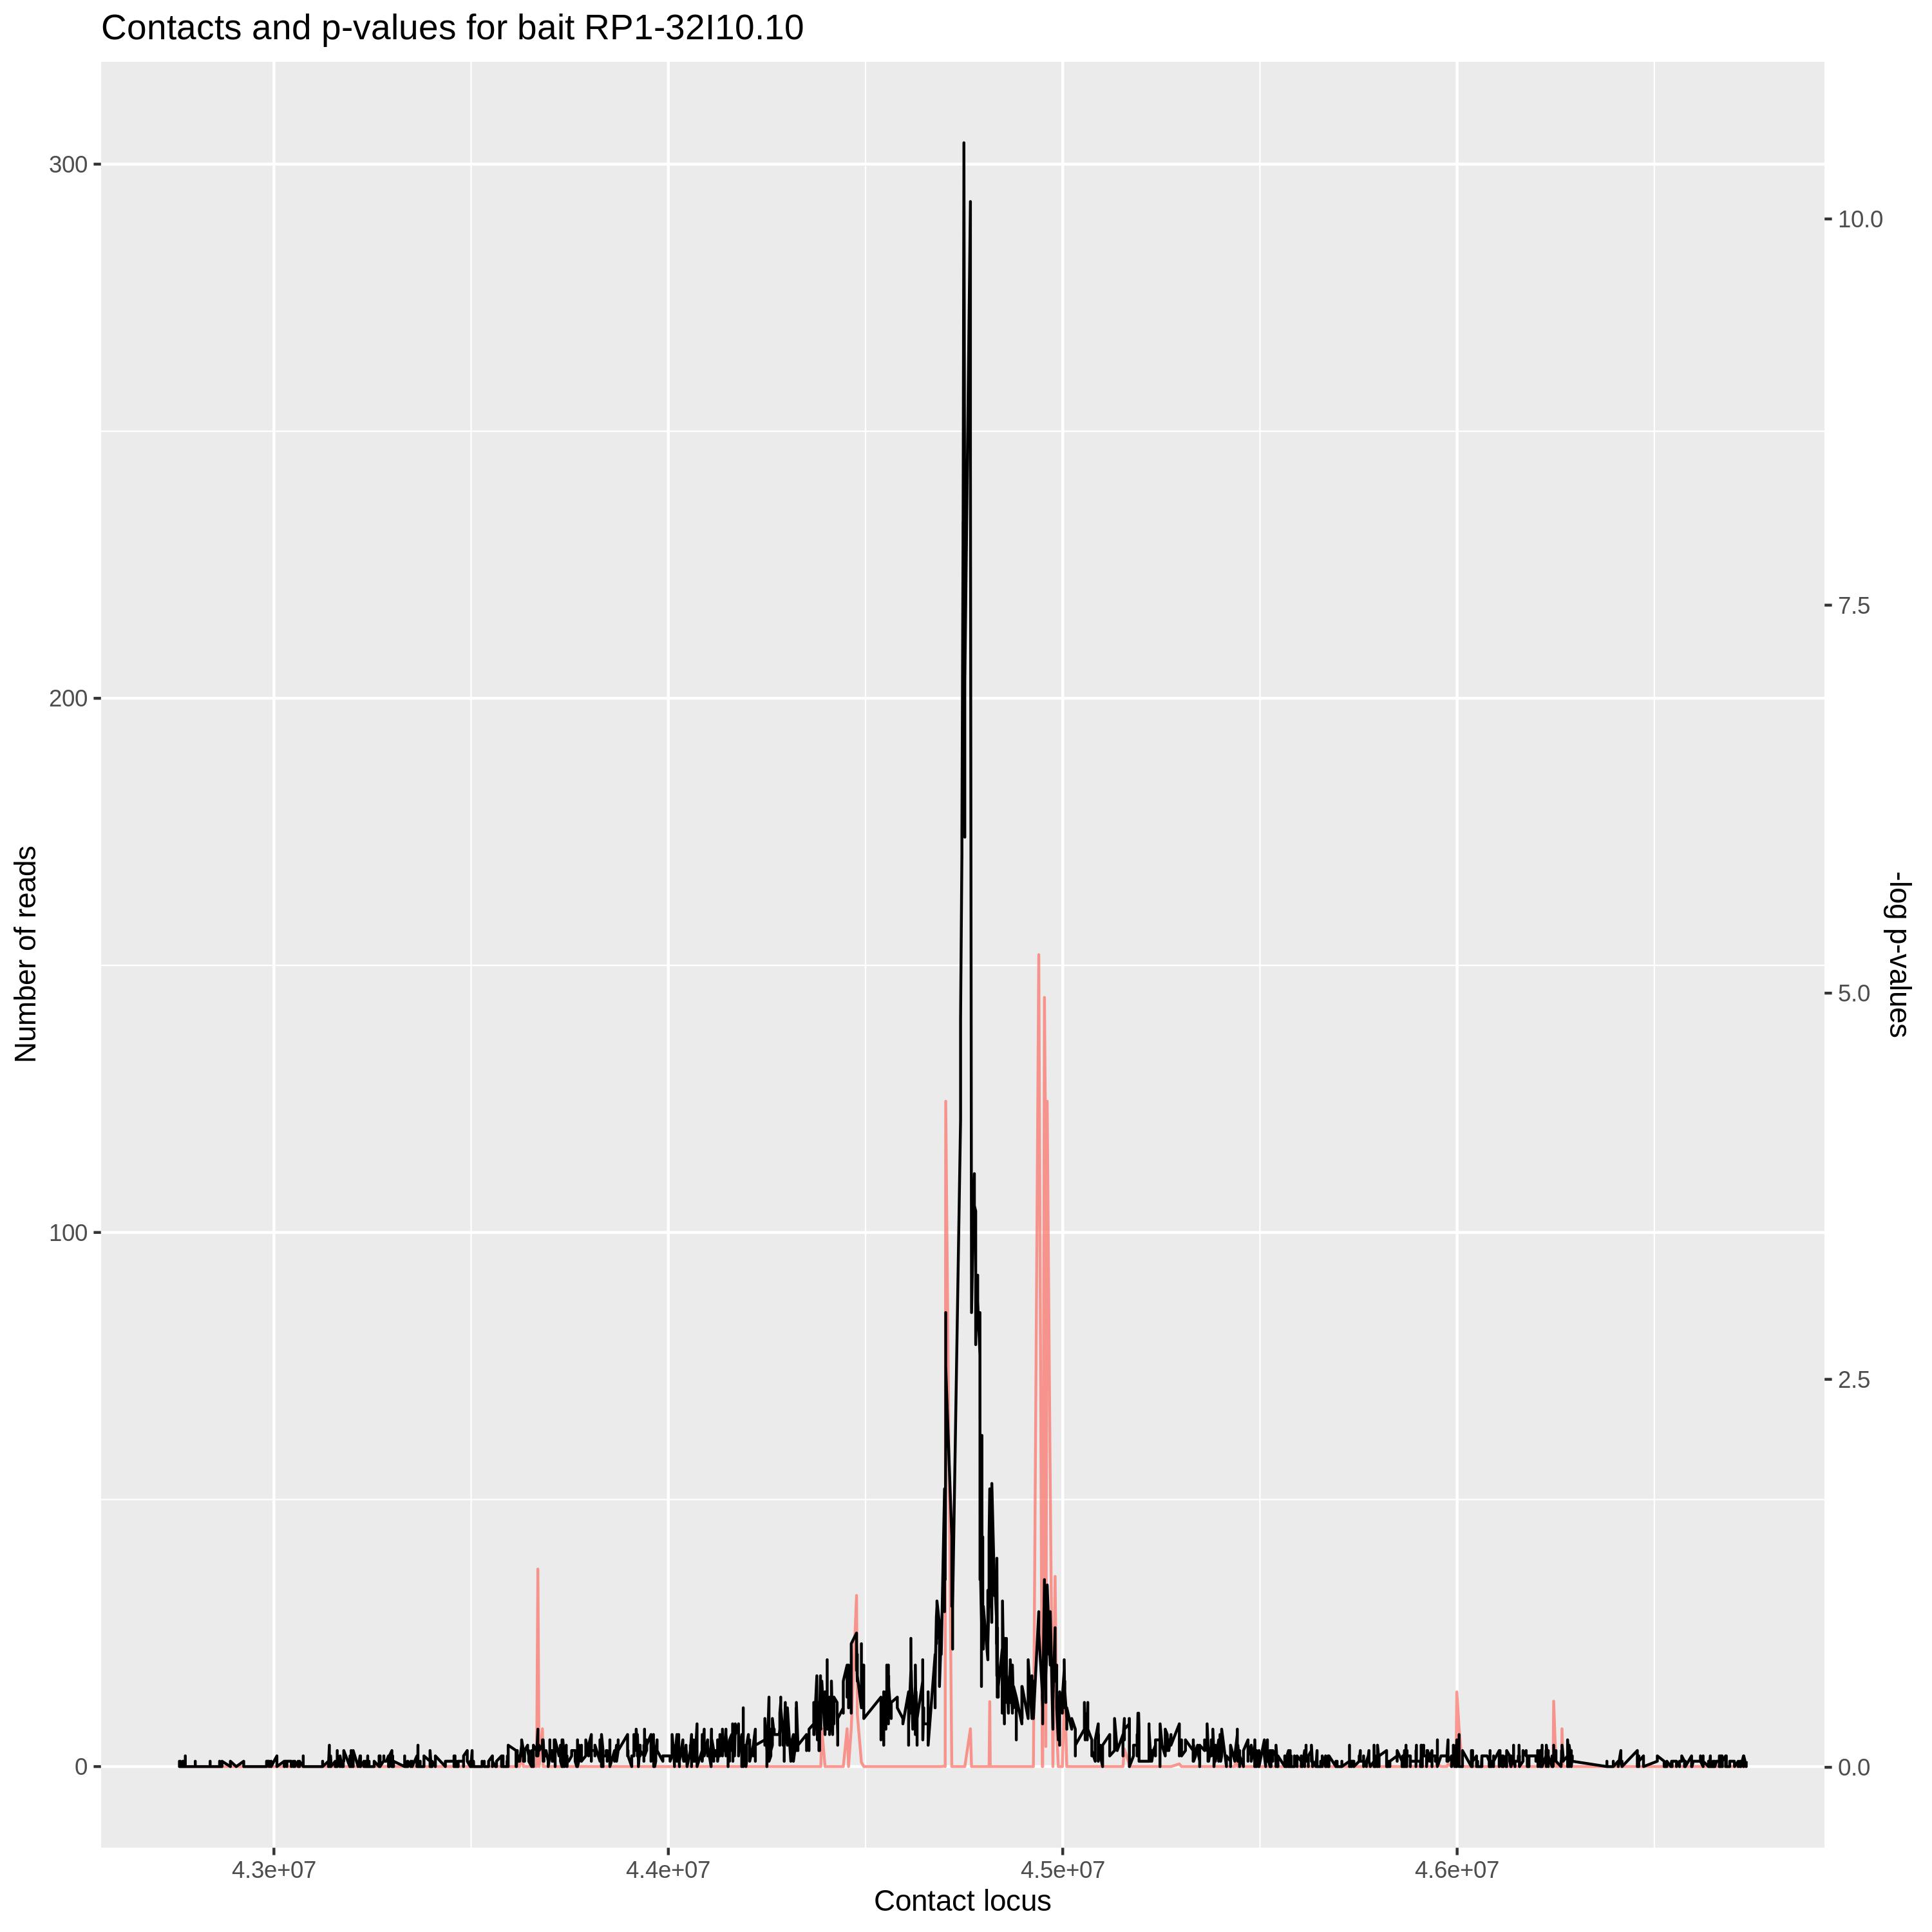 Contacts and p-values for bait RP1-32I10.10
300
200
100
0
10.0
7.5
5.0
2.5
0.0
Number of reads
-log p-values
4.3e+07
4.4e+07
4.5e+07
4.6e+07
Contact locus